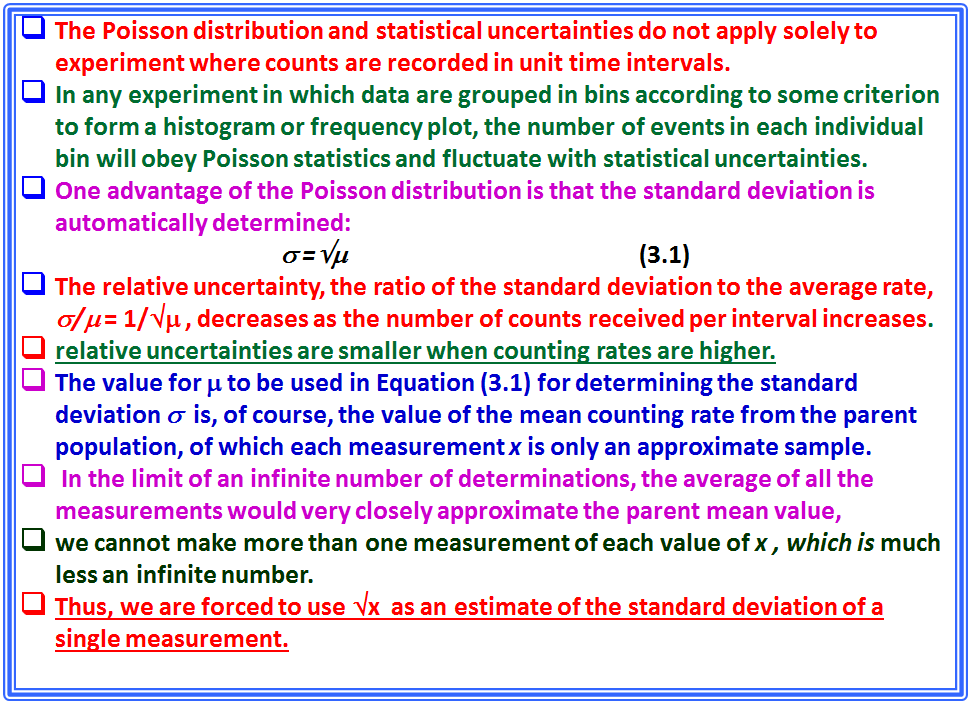 The Poisson distribution and statistical uncertainties do not apply solely to
experiment where counts are recorded in unit time intervals.
In any experiment in which data are grouped in bins according to some criterion
to form a histogram or frequency plot, the number of events in each individual
bin will obey Poisson statistics and fluctuate with statistical uncertainties.
One advantage of the Poisson distribution is that the standard deviation is
automatically determined:
σ = √μ (3.1)
The relative uncertainty, the ratio of the standard deviation to the average rate,
σ/μ = 1/√μ , decreases as the number of counts received per interval increases.
relative uncertainties are smaller when counting rates are higher.
The value for μ to be used in Equation (3.1) for determining the standard
deviation σ is, of course, the value of the mean counting rate from the parent
population, of which each measurement x is only an approximate sample.
In the limit of an infinite number of determinations, the average of all the
measurements would very closely approximate the parent mean value,
we cannot make more than one measurement of each value of x , which is much
less an infinite number.
Thus, we are forced to use √x as an estimate of the standard deviation of a
single measurement.